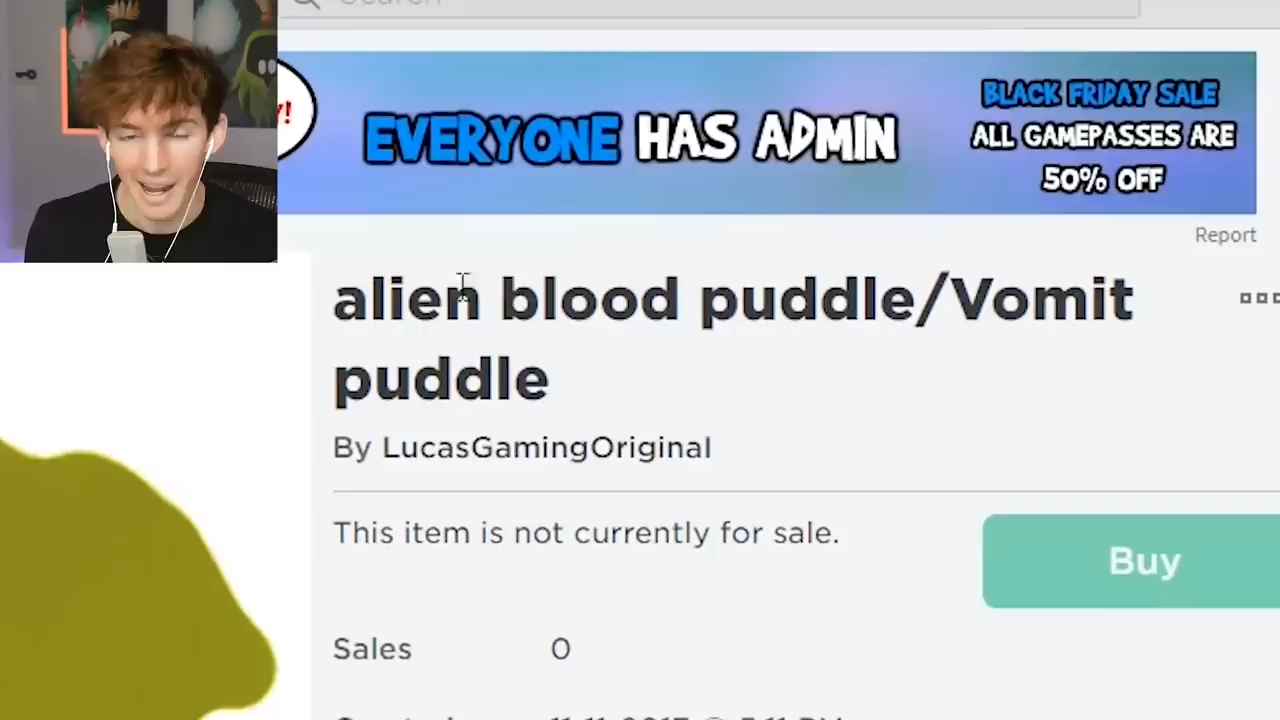 Search
y!
EVERYONE HAS ADMIN
BLACK FRIDAY SALE
ALL GAMEPASSES ARE
50% OFF
Report
alien blood puddle/Vomit
puddle
By LucasGamingOriginal
This item is not currently for sale.
Buy
Sales 0